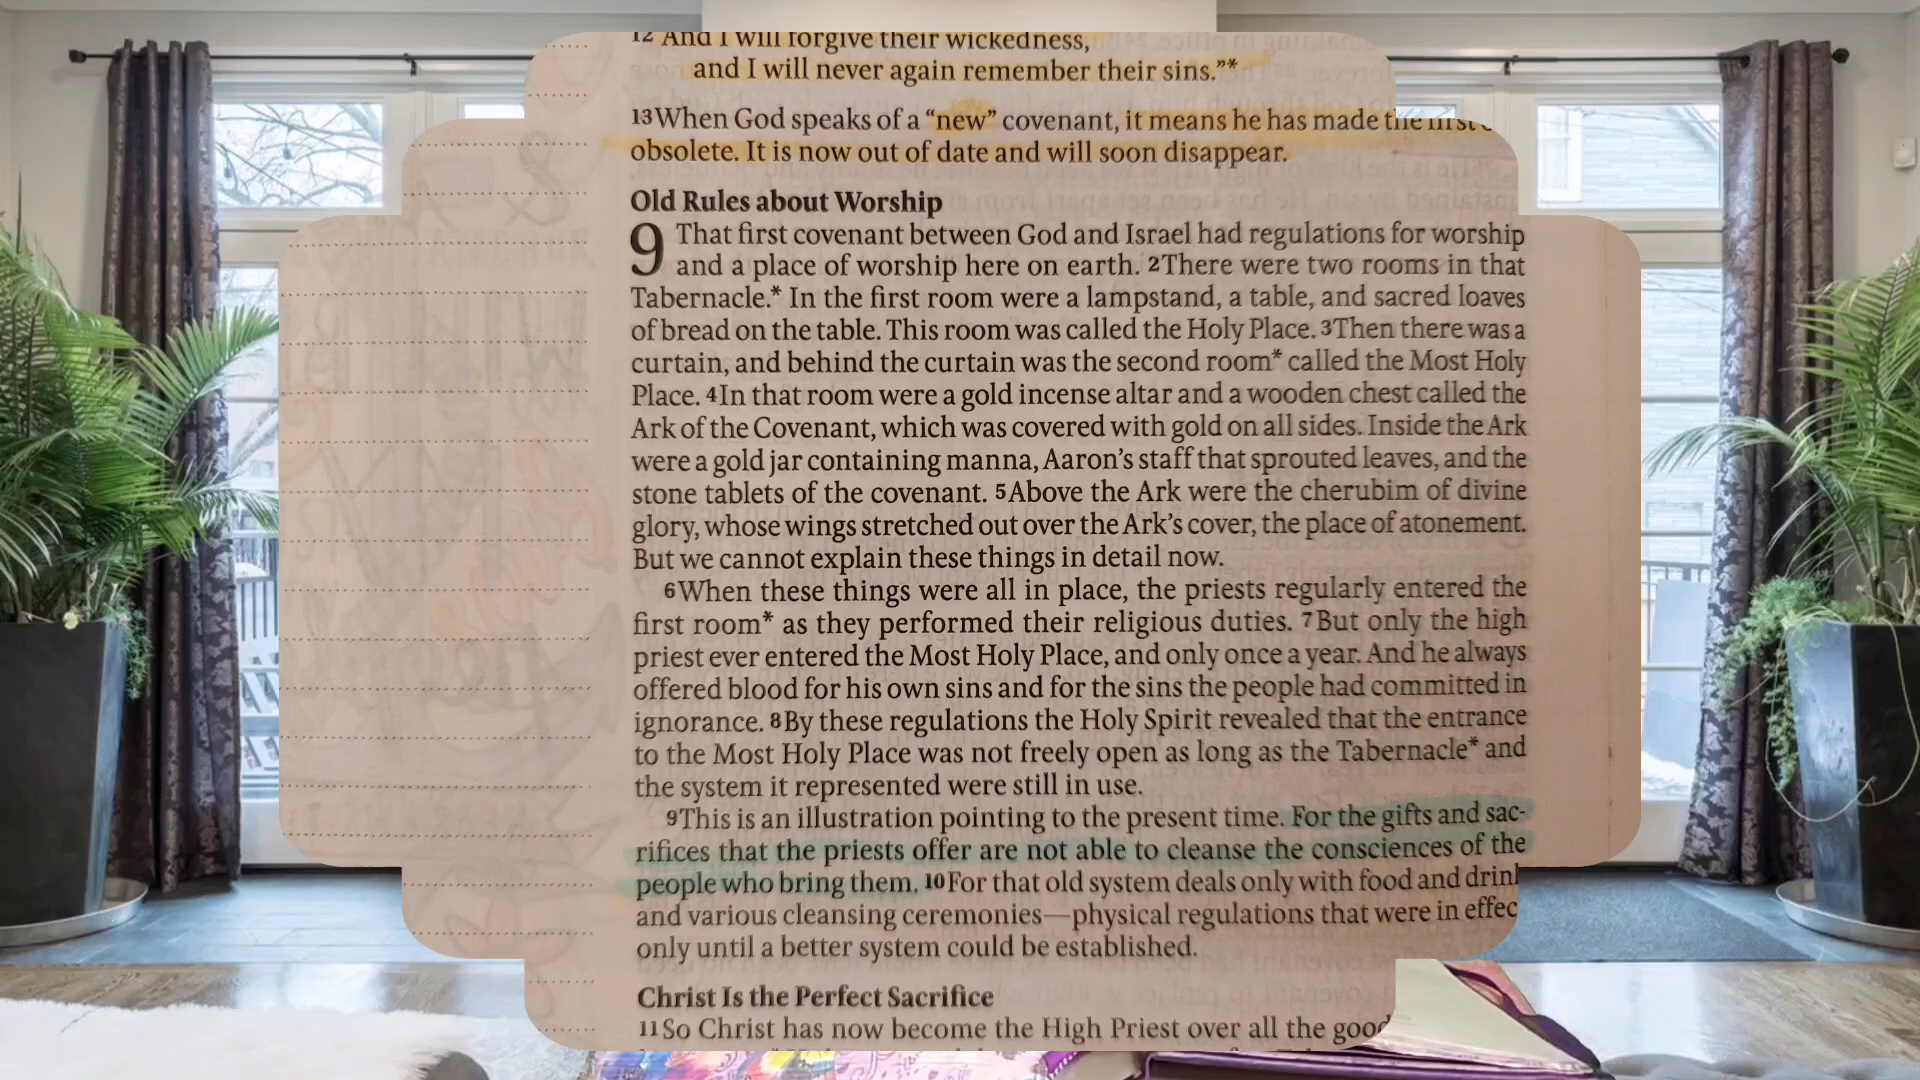 12 And I will forgive their wickedness,
and I will never again remember their sins.”*
13When God speaks of a “new” covenant, it means he has made the first
obsolete. It is now out of date and will soon disappear.
Old Rules about Worship
9 That first covenant between God and Israel had regulations for worship
and a place of worship here on earth. 2There were two rooms in that
Tabernacle.* In the first room were a lampstand, a table, and sacred loaves
of bread on the table. This room was called the Holy Place. 3Then there was a
curtain, and behind the curtain was the second room* called the Most Holy
Place. 4In that room were a gold incense altar and a wooden chest called the
Ark of the Covenant, which was covered with gold on all sides. Inside the Ark
were a gold jar containing manna, Aaron’s staff that sprouted leaves, and the
stone tablets of the covenant. 5Above the Ark were the cherubim of divine
glory, whose wings stretched out over the Ark’s cover, the place of atonement.
But we cannot explain these things in detail now.
6When these things were all in place, the priests regularly entered the
first room* as they performed their religious duties. 7But only the high
priest ever entered the Most Holy Place, and only once a year. And he always
offered blood for his own sins and for the sins the people had committed in
ignorance. 8By these regulations the Holy Spirit revealed that the entrance
to the Most Holy Place was not freely open as long as the Tabernacle* and
the system it represented were still in use.
9This is an illustration pointing to the present time. For the gifts and sac-
rifices that the priests offer are not able to cleanse the consciences of the
people who bring them. 10For that old system deals only with food and drin
and various cleansing ceremonies—physical regulations that were in effec
only until a better system could be established.
Christ Is the Perfect Sacrifice
11So Christ has now become the High Priest over all the good